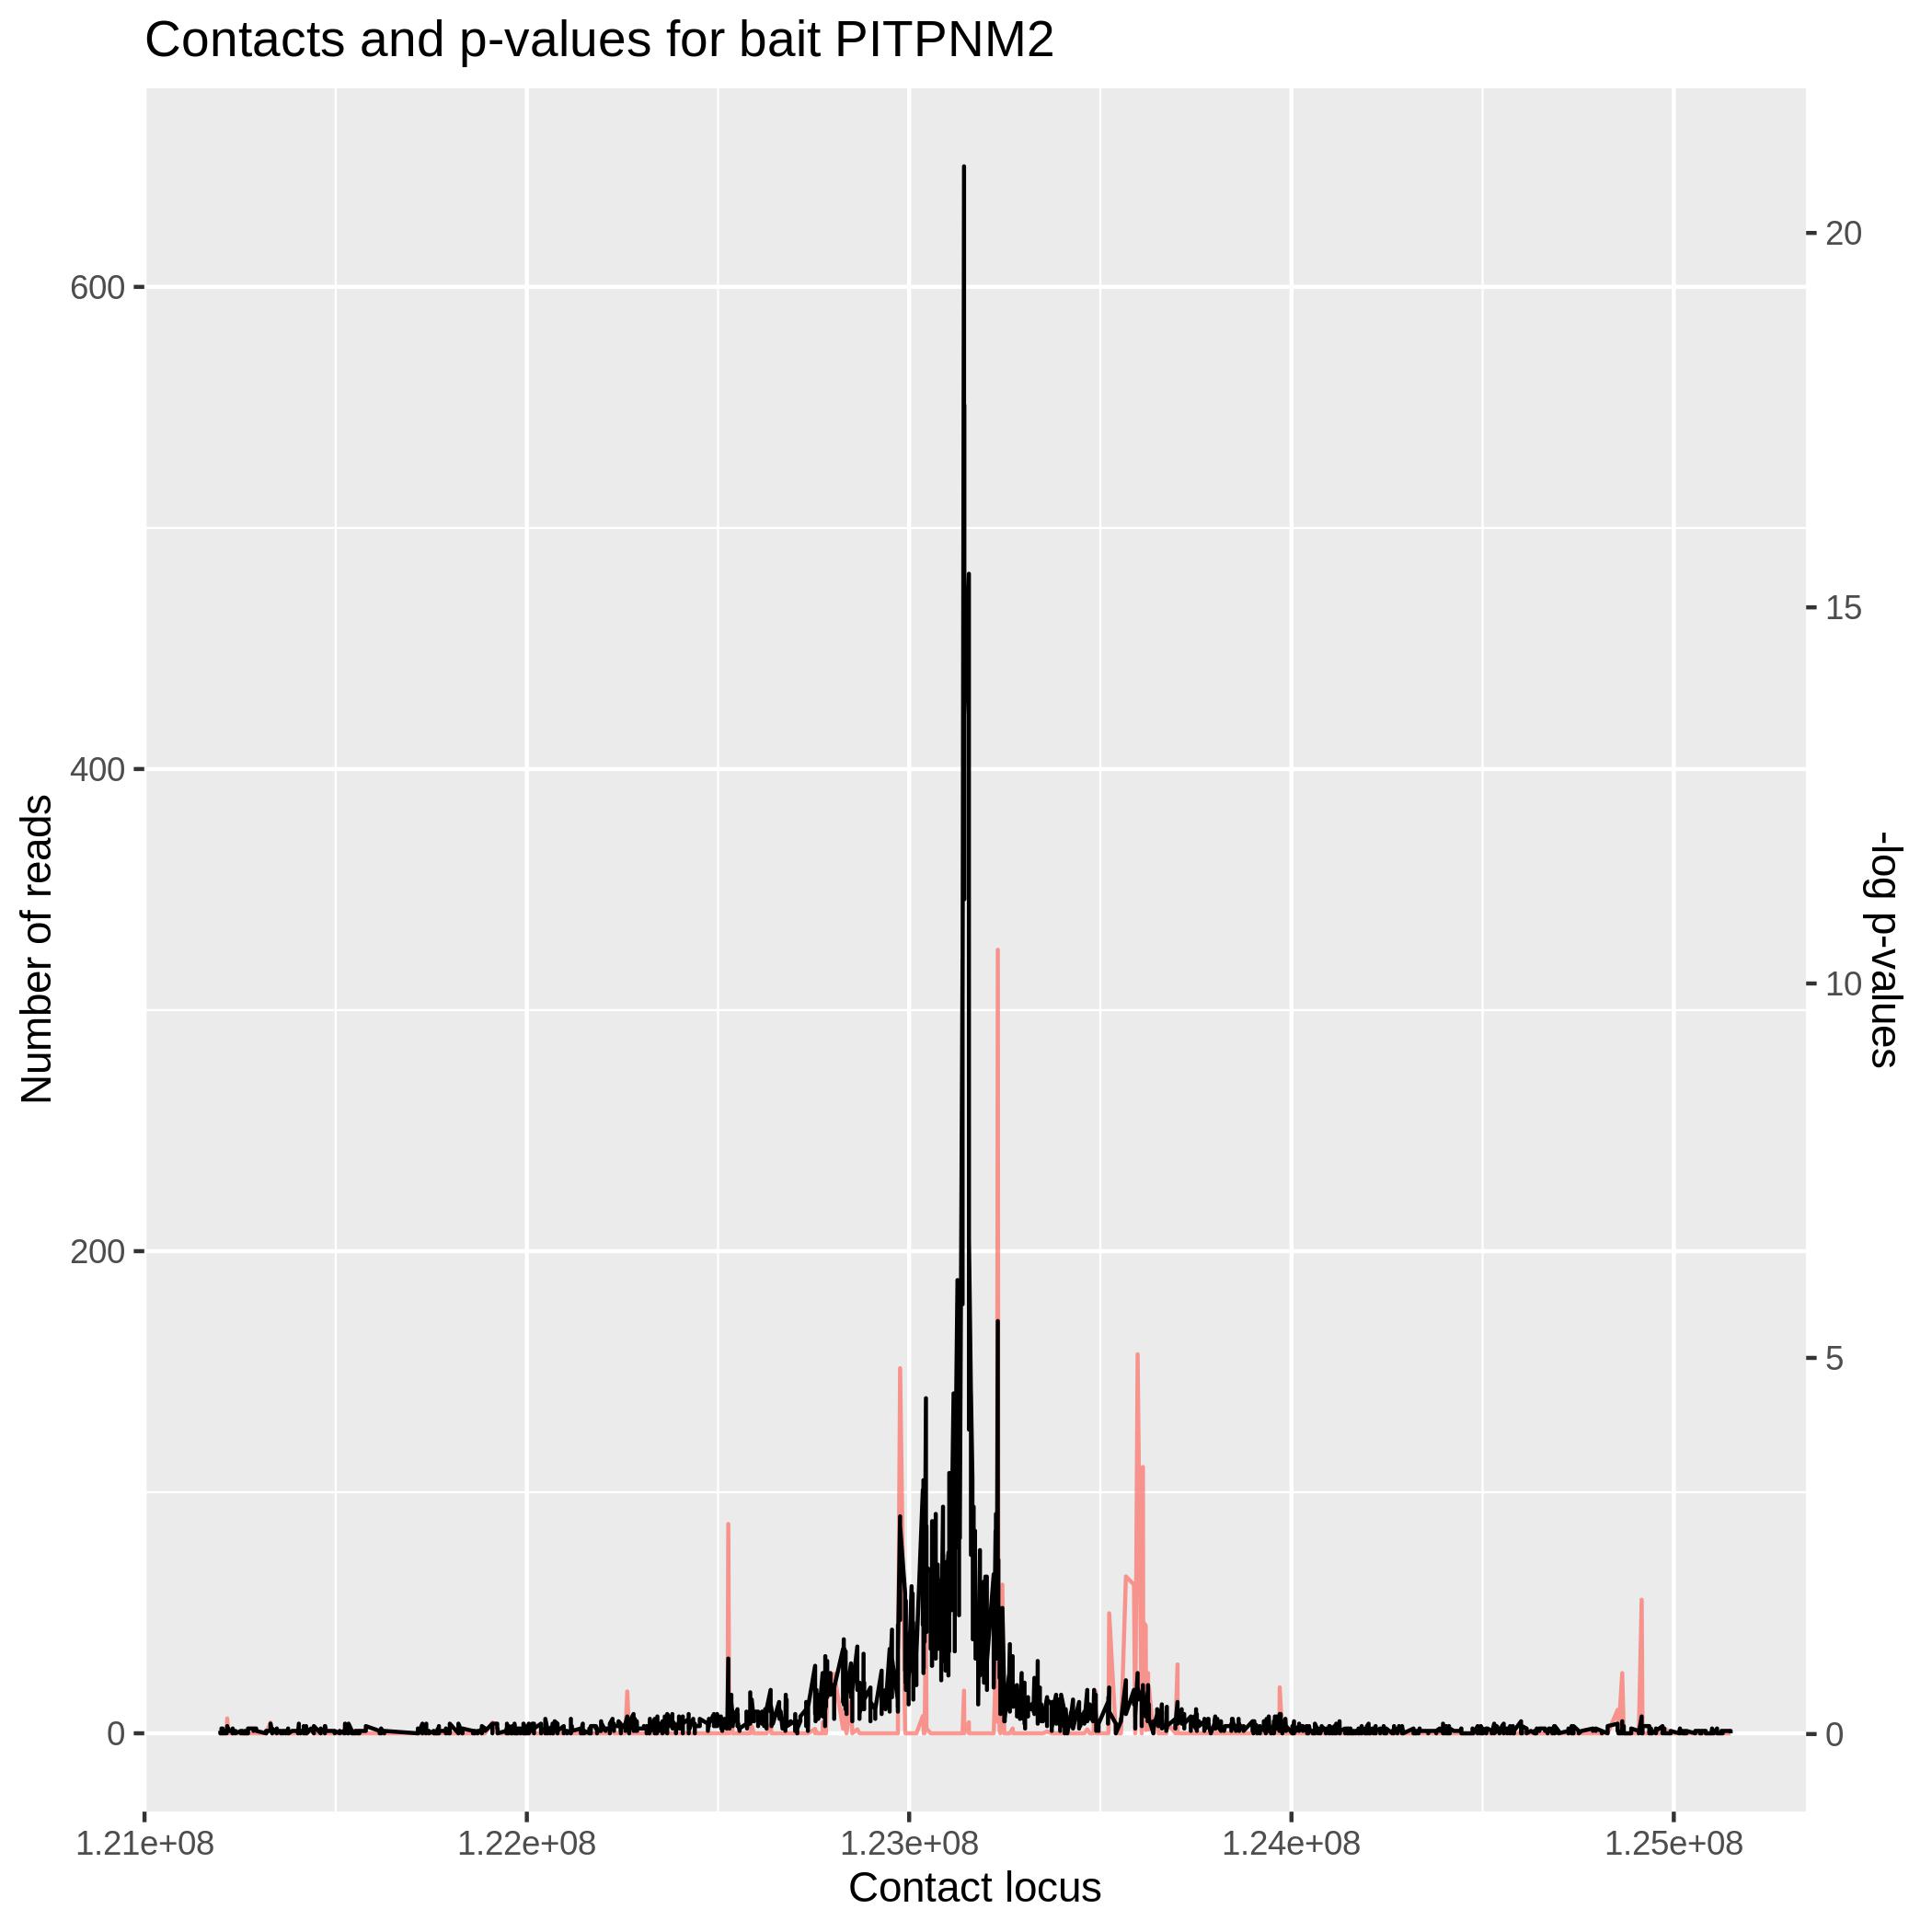 Contacts and p-values for bait PITPNM2
600
400
200
0
Number of reads
20
15
10
5
0
-log p-values
1.21e+08
1.22e+08
1.23e+08
1.24e+08
1.25e+08
Contact locus